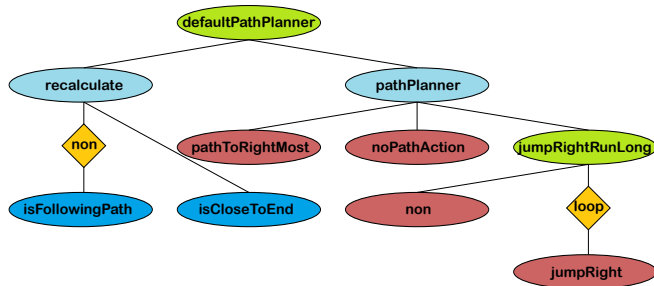 defaultPathPlanner
recalculate
pathPlanner
non
pathToRightMost
noPathAction
jumpRightRunLong
isFollowingPath
isCloseToEnd
non
loop
jumpRight